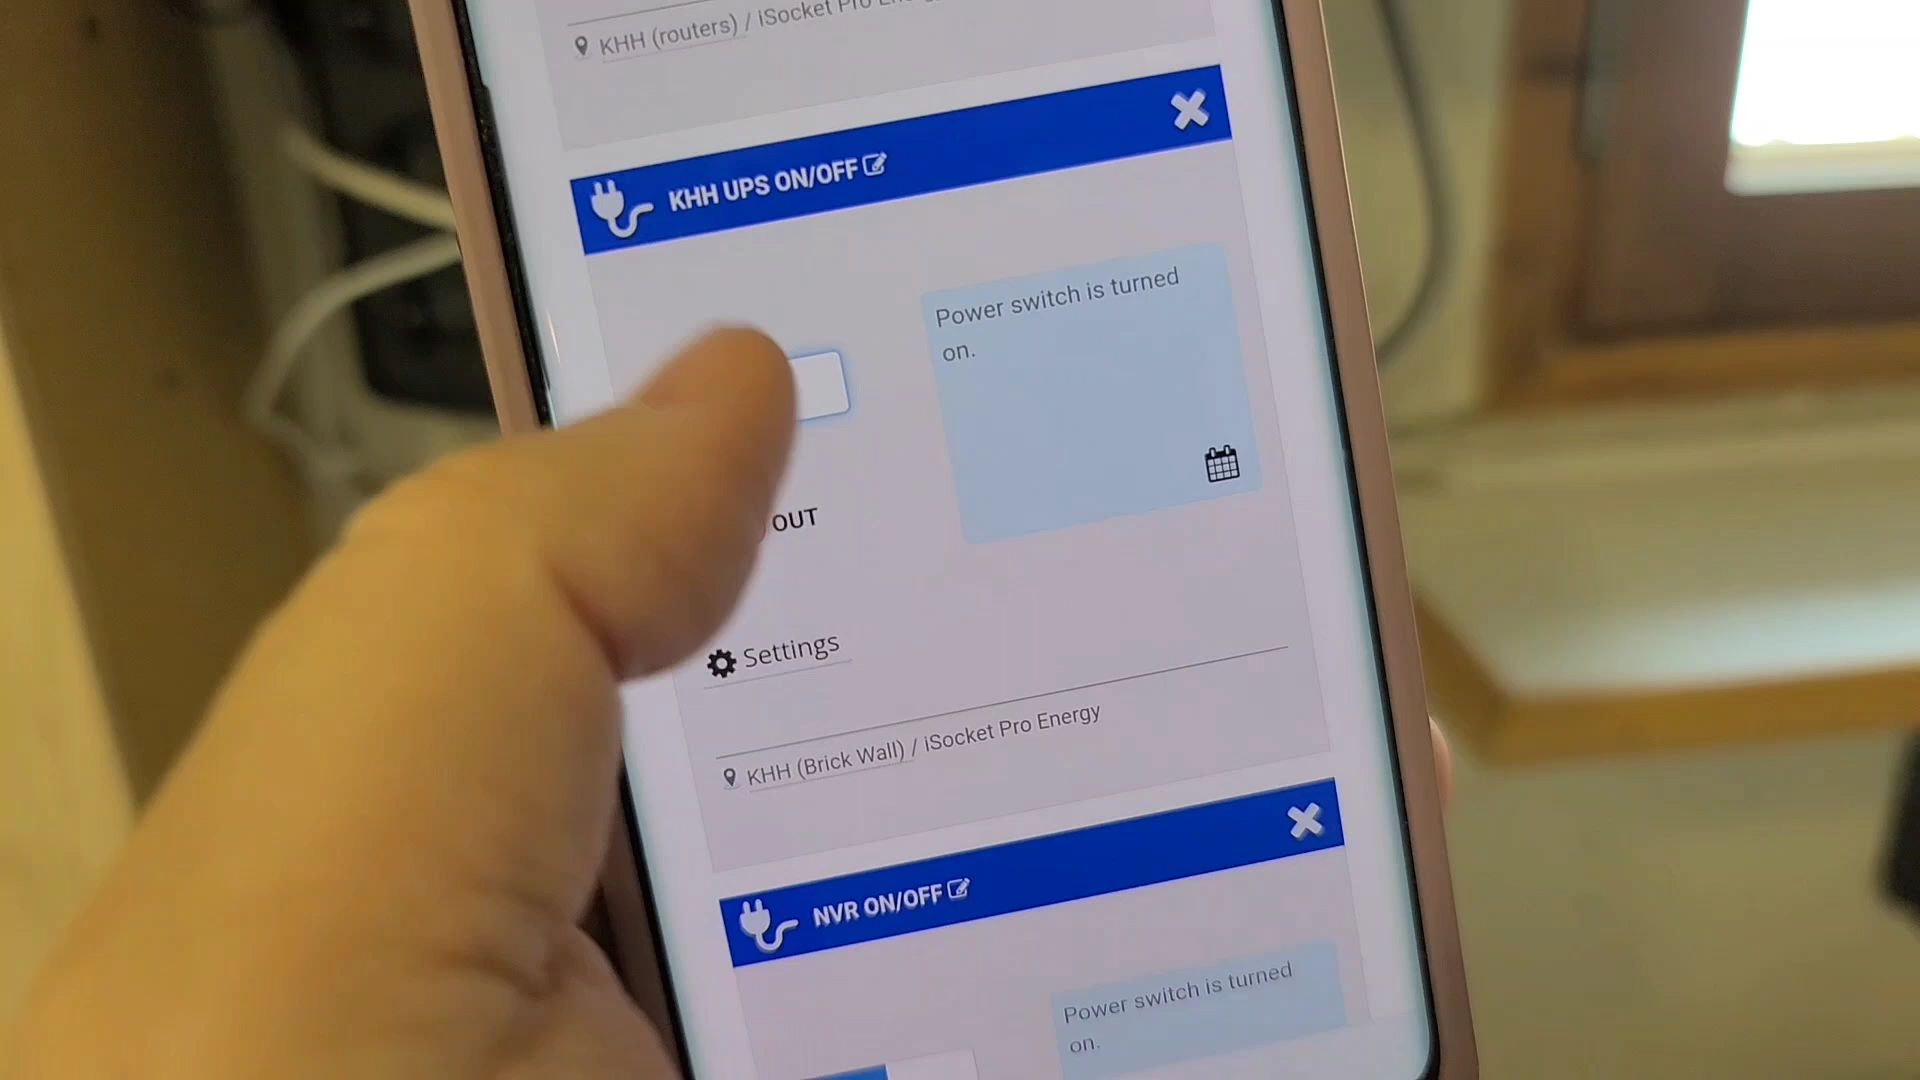 KHH (routers) / iSocket Pro
KHH UPS ON/OFF
Power switch is turned
on.
OUT
Settings
KHH (Brick Wall) / iSocket Pro Energy
NVR ON/OFF
Power switch is turned
on.